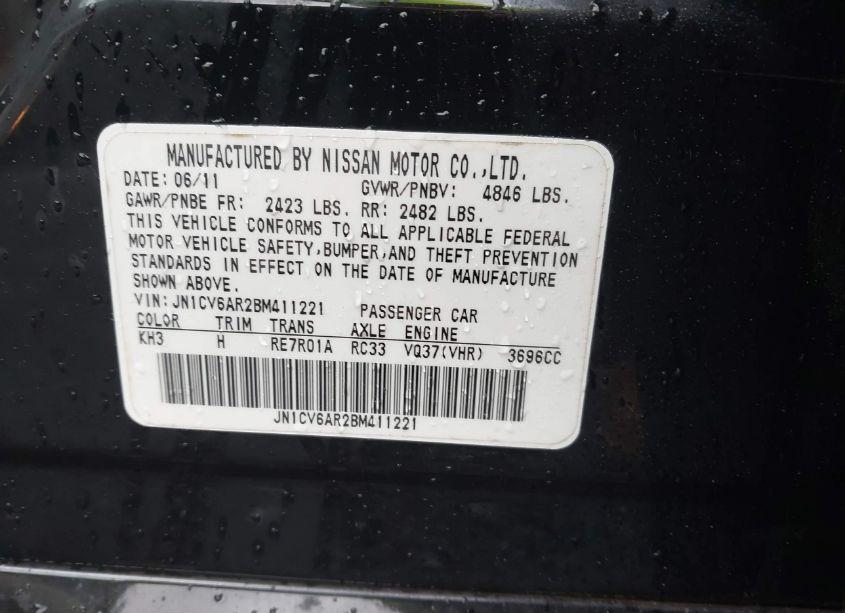 MANUFACTURED BY NISSAN MOTOR CO.,LTD.
DATE: 06/11 GVWR/PNBV: 4846 LBS.
GAWR/PNBE FR: 2423 LBS. RR: 2482 LBS.
THIS VEHICLE CONFORMS TO ALL APPLICABLE FEDERAL
MOTOR VEHICLE SAFETY,BUMPER,AND THEFT PREVENTION
STANDARDS IN EFFECT ON THE DATE OF MANUFACTURE
SHOWN ABOVE.
VIN:JN1CV6AR2BM411221 PASSENGER CAR
COLOR TRIM TRANS AXLE ENGINE
KH3 H RE7R01A RC33 VQ37(VHR) 3696CC
JN1CV6AR2BM411221